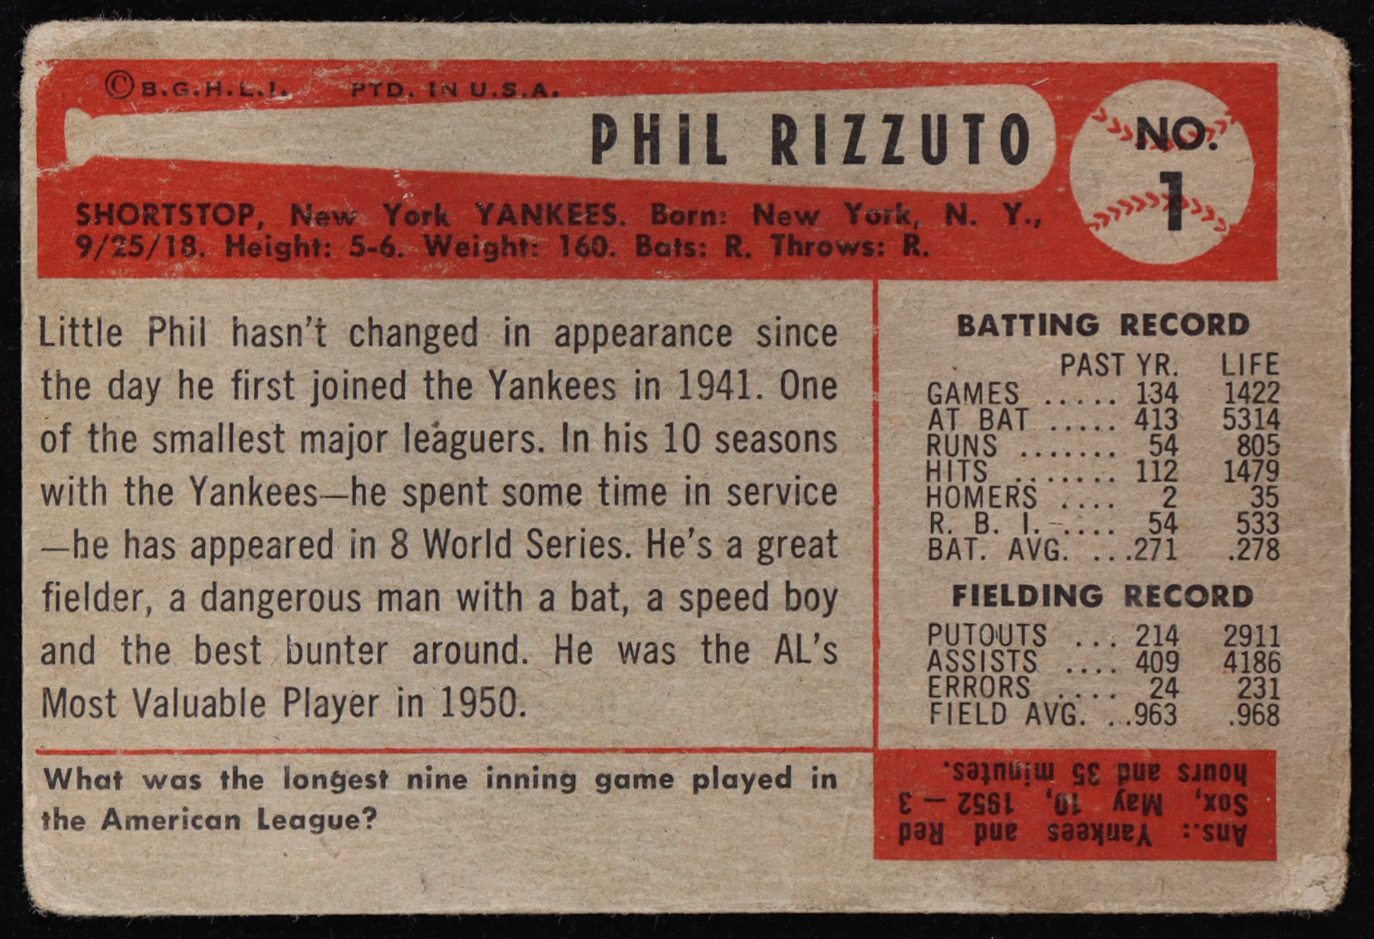 ©B.G.H.L.I. PTD. IN U.S.A.
PHIL RIZZUTO
NO.
1
SHORTSTOP, New York YANKEES. Born: New York, N. Y.,
9/25/18. Height: 5-6. Weight: 160. Bats: R. Throws: R.
Little Phil hasn't changed in appearance since
the day he first joined the Yankees in 1941. One
of the smallest major leaguers. In his 10 seasons
with the Yankees—he spent some time in service
—he has appeared in 8 World Series. He's a great
fielder, a dangerous man with a bat, a speed boy
and the best bunter around. He was the AL's
Most Valuable Player in 1950.
BATTING RECORD
PAST YR. LIFE
GAMES ..... 134 1422
AT BAT ..... 413 5314
RUNS ....... 54 805
HITS ........ 112 1479
HOMERS .... 2 35
R. B. I. ..... 54 533
BAT. AVG. ...271 .278
FIELDING RECORD
PUTOUTS ... 214 2911
ASSISTS .... 409 4186
ERRORS .... 24 231
FIELD AVG. ..963 .968
What was the longest nine inning game played in
the American League?
Ans.: Yankees and Red
Sox, May 10, 1952 — 3
hours and 35 minutes.